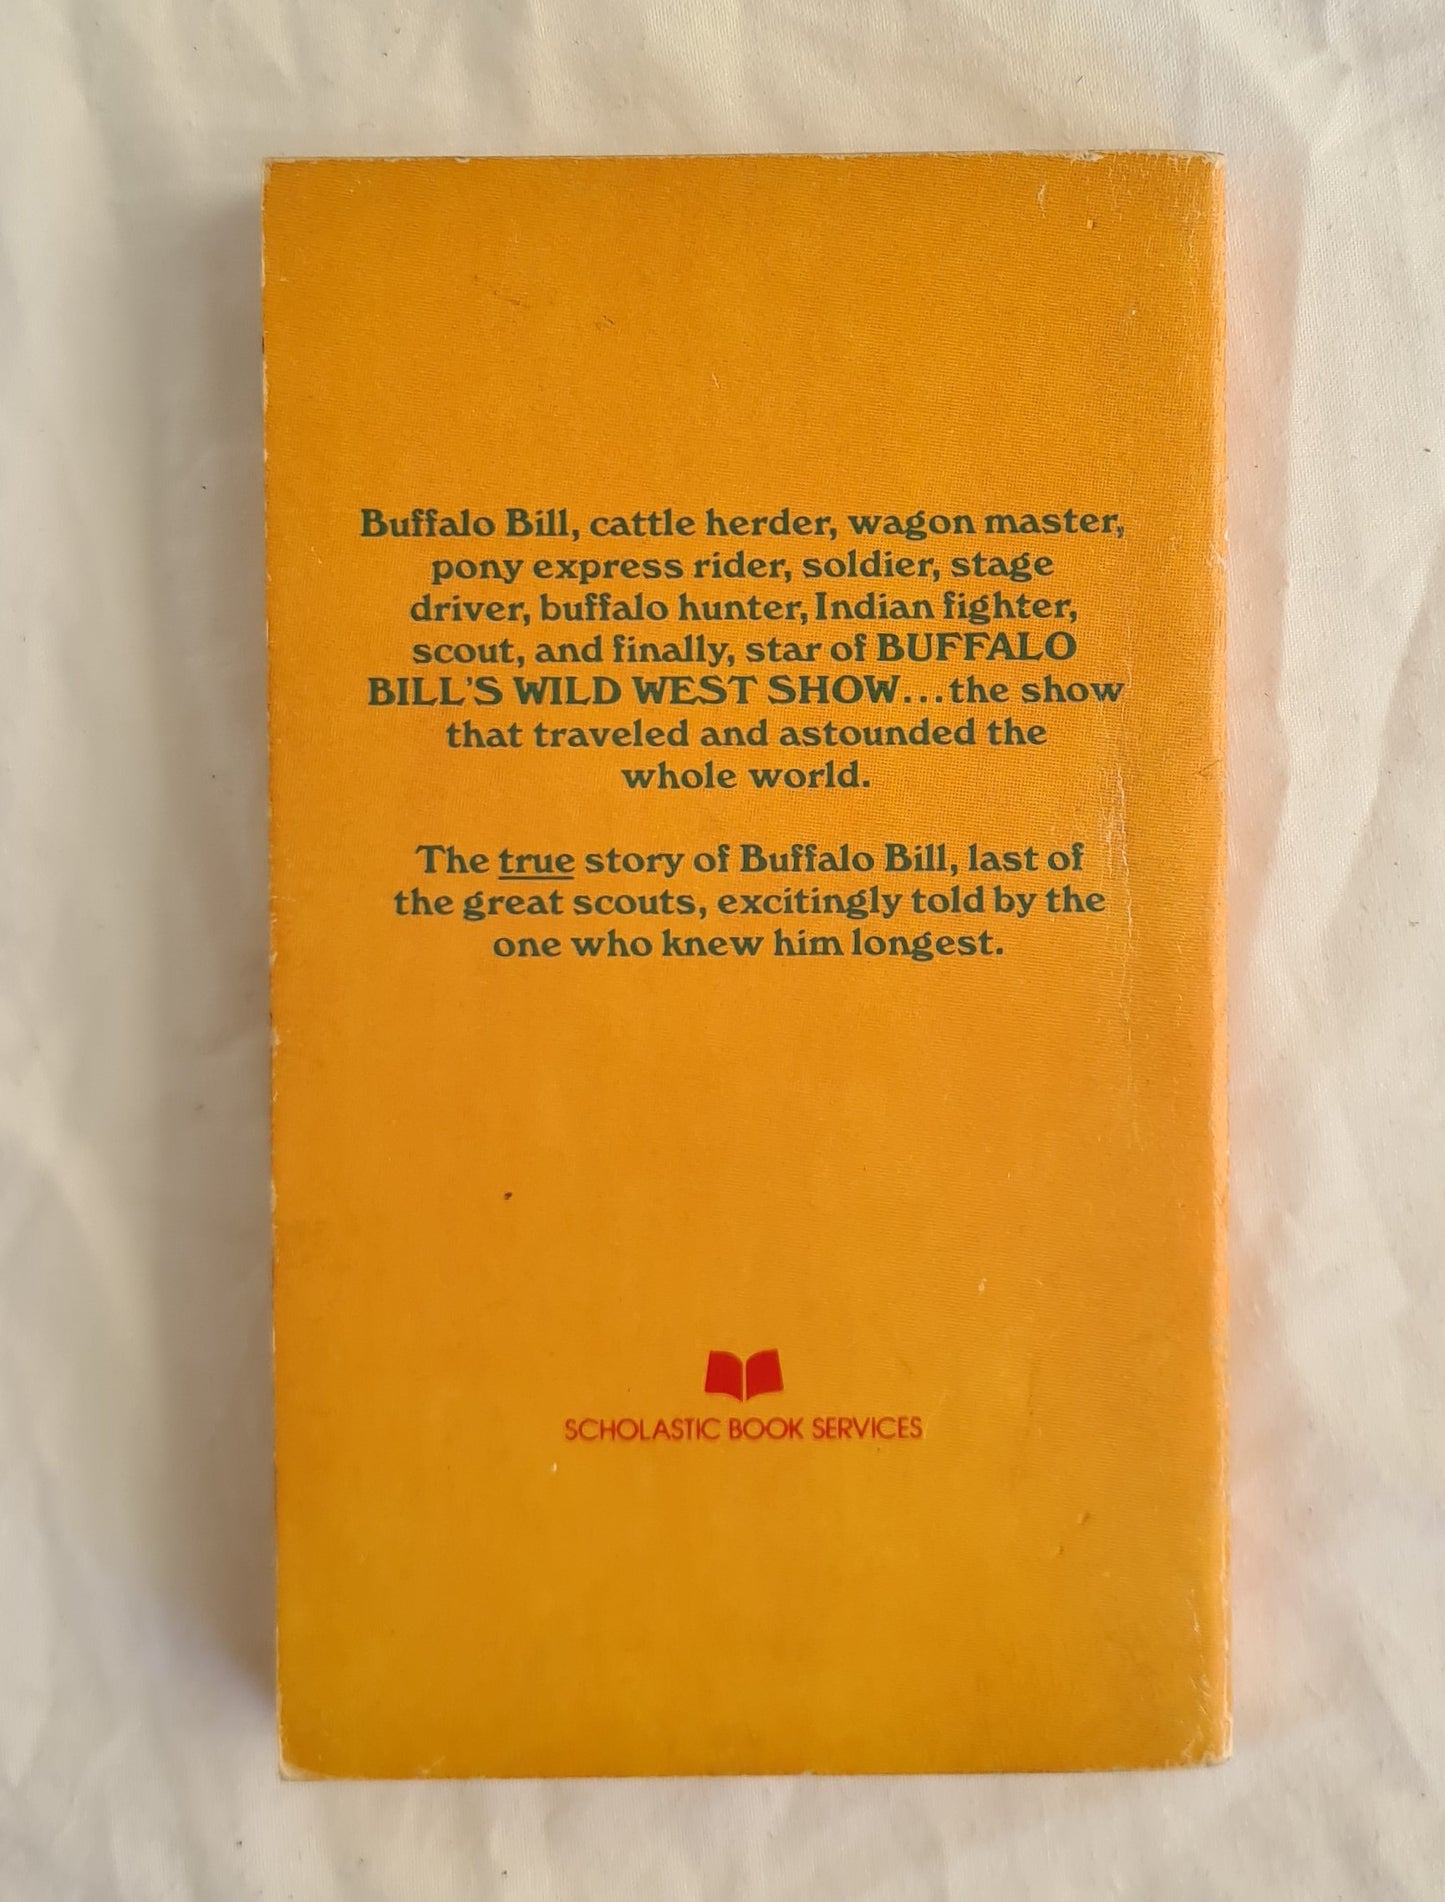 Buffalo Bill, cattle herder, wagon master,
pony express rider, soldier, stage
driver, buffalo hunter, Indian fighter,
scout, and finally, star of BUFFALO
BILL'S WILD WEST SHOW...the show
that traveled and astounded the
whole world.
The true story of Buffalo Bill, last of
the great scouts, excitingly told by the
one who knew him longest.
SCHOLASTIC BOOK SERVICES